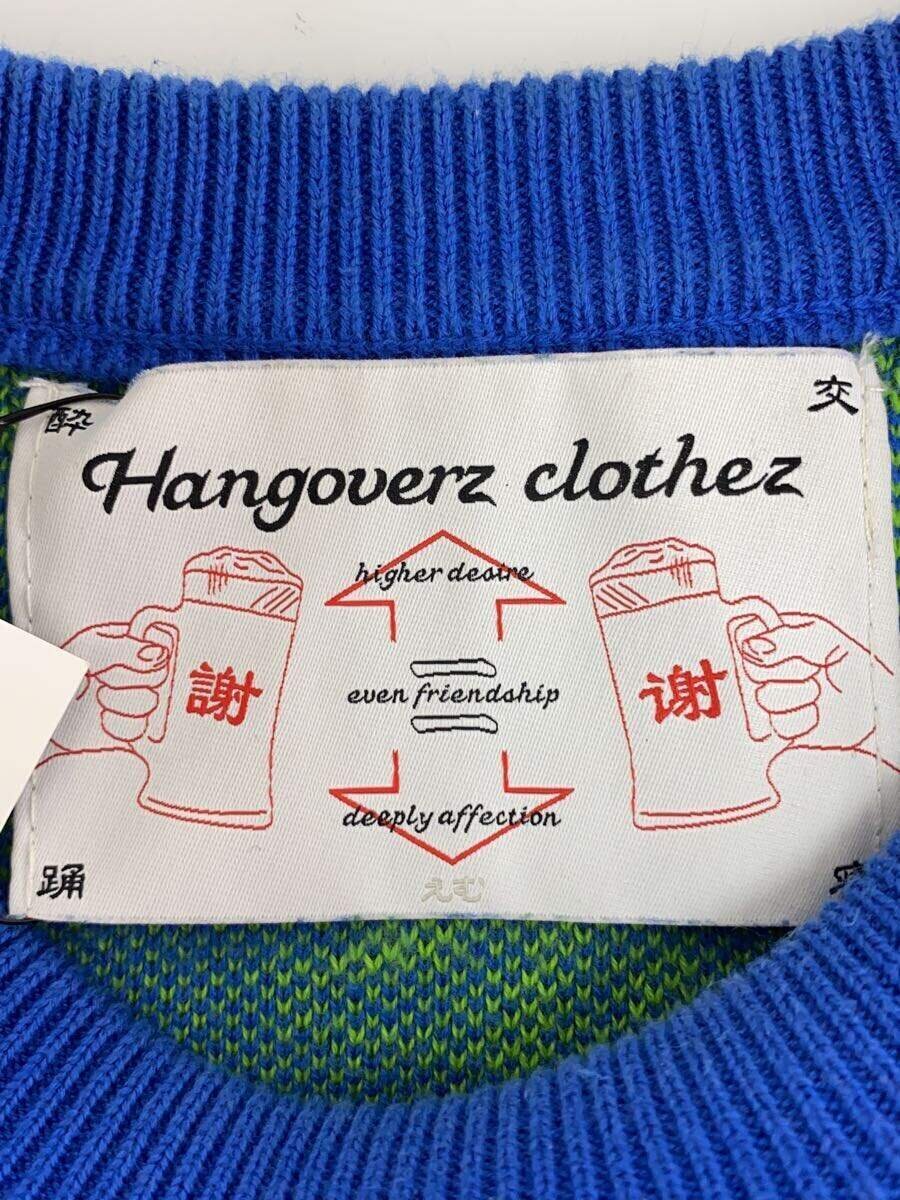 酔
交
Hangoverz clothez
higher desire
謝
even friendship
谢
deeply affection
踊
えむ